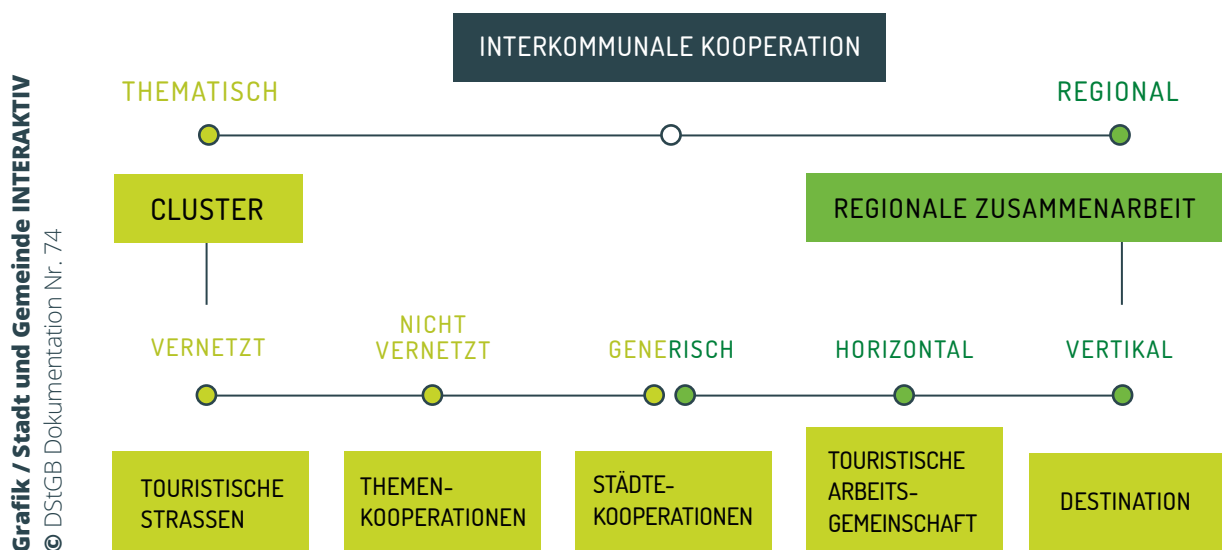 INTERKOMMUNALE KOOPERATION
THEMATISCH
REGIONAL
CLUSTER
REGIONALE ZUSAMMENARBEIT
VERNETZT
NICHT
VERNETZT
GENERISCH
HORIZONTAL
VERTIKAL
TOURISTISCHE
STRASSEN
THEMEN-
KOOPERATIONEN
STÄDTE-
KOOPERATIONEN
TOURISTISCHE
ARBEITS-
GEMEINSCHAFT
DESTINATION
Grafik / Stadt und Gemeinde INTERAKTIV
© DStGB Dokumentation Nr. 74